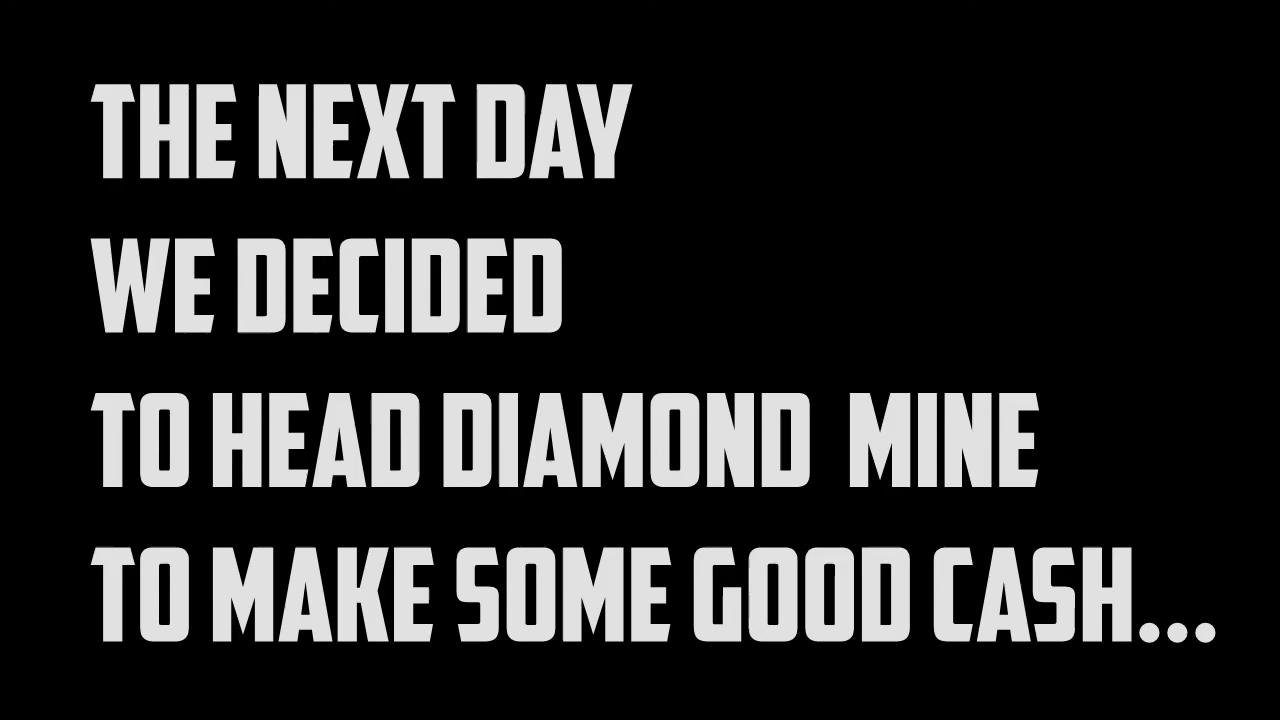 THE NEXT DAY
WE DECIDED
TO HEAD DIAMOND MINE
TO MAKE SOME GOOD CASH...